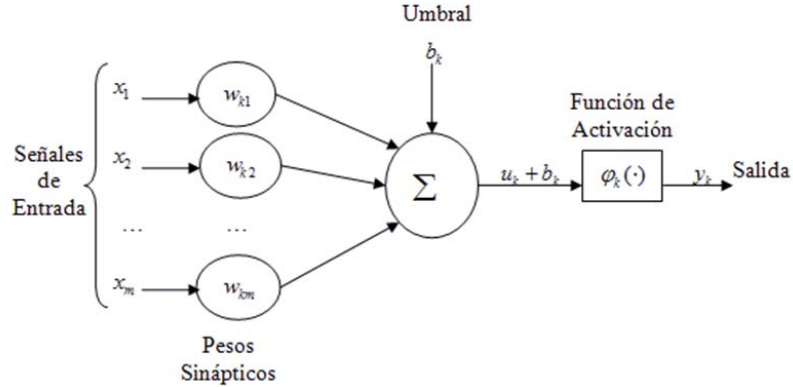 Umbral
b_k
Señales
de
Entrada
x_1
w_k1
x_2
w_k2
...
...
x_m
w_km
Pesos
Sinápticos
Σ
u_k + b_k
Función de
Activación
φ_k(·)
y_k
Salida